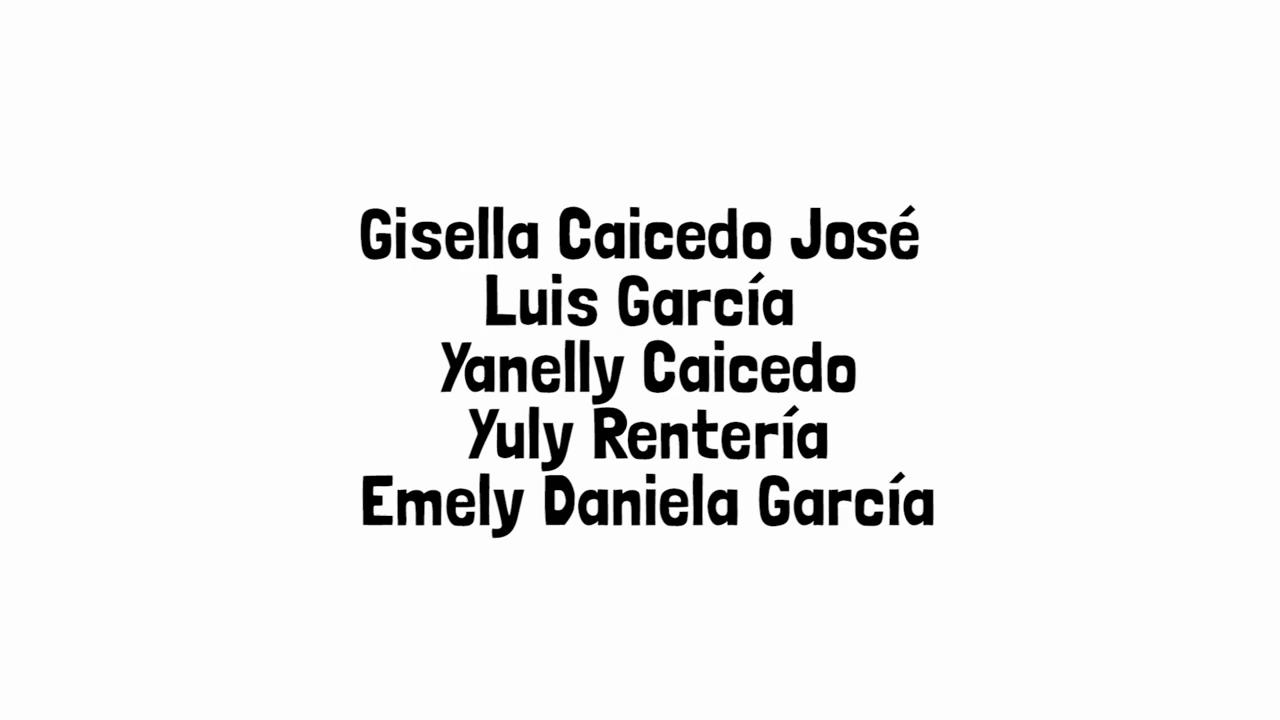 Gisella Caicedo José
Luis García
Yanelly Caicedo
Yuly Rentería
Emely Daniela García